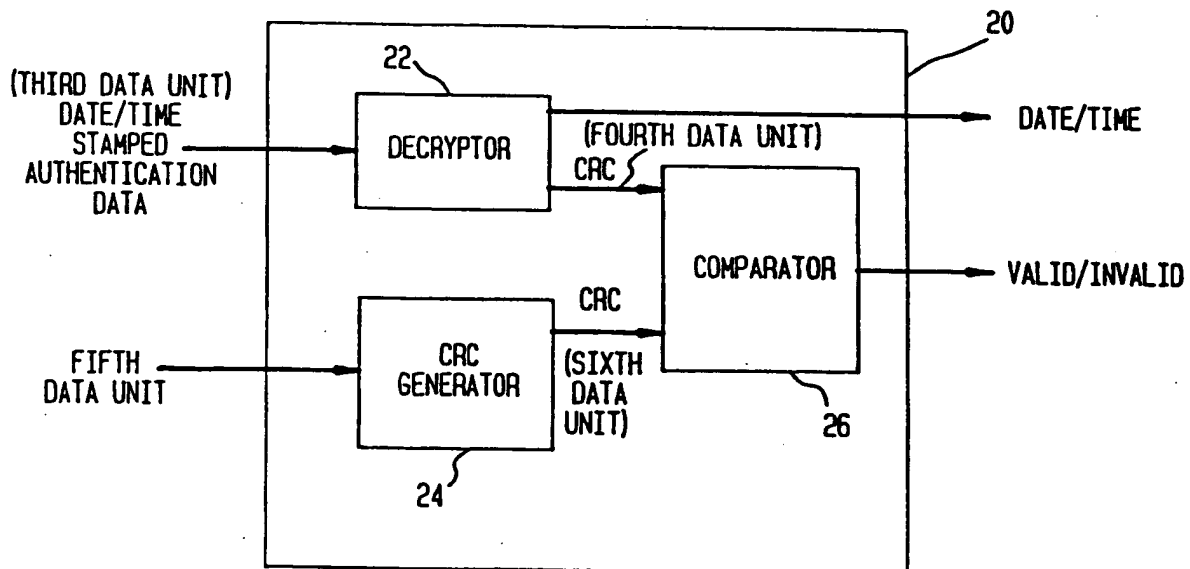 20
22
(THIRD DATA UNIT)
DATE/TIME
STAMPED
AUTHENTICATION
DATA
DECRYPTOR
(FOURTH DATA UNIT)
CRC
DATE/TIME
COMPARATOR
VALID/INVALID
FIFTH
DATA UNIT
CRC
GENERATOR
CRC
(SIXTH
DATA
UNIT)
24
26